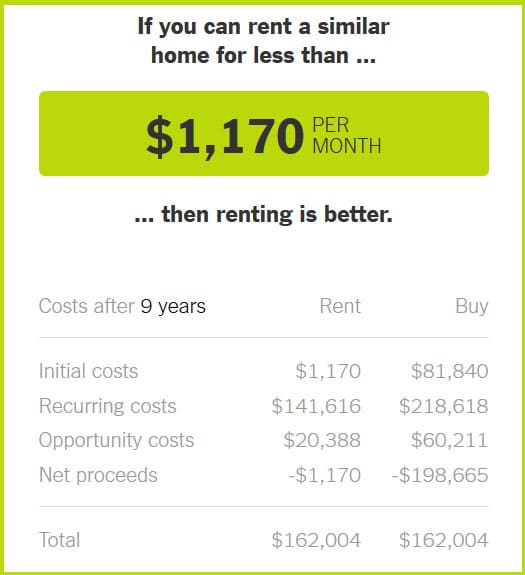 If you can rent a similar
home for less than ...
$1,170 PER MONTH
... then renting is better.
Costs after 9 years Rent Buy
Initial costs $1,170 $81,840
Recurring costs $141,616 $218,618
Opportunity costs $20,388 $60,211
Net proceeds -$1,170 -$198,665
Total $162,004 $162,004